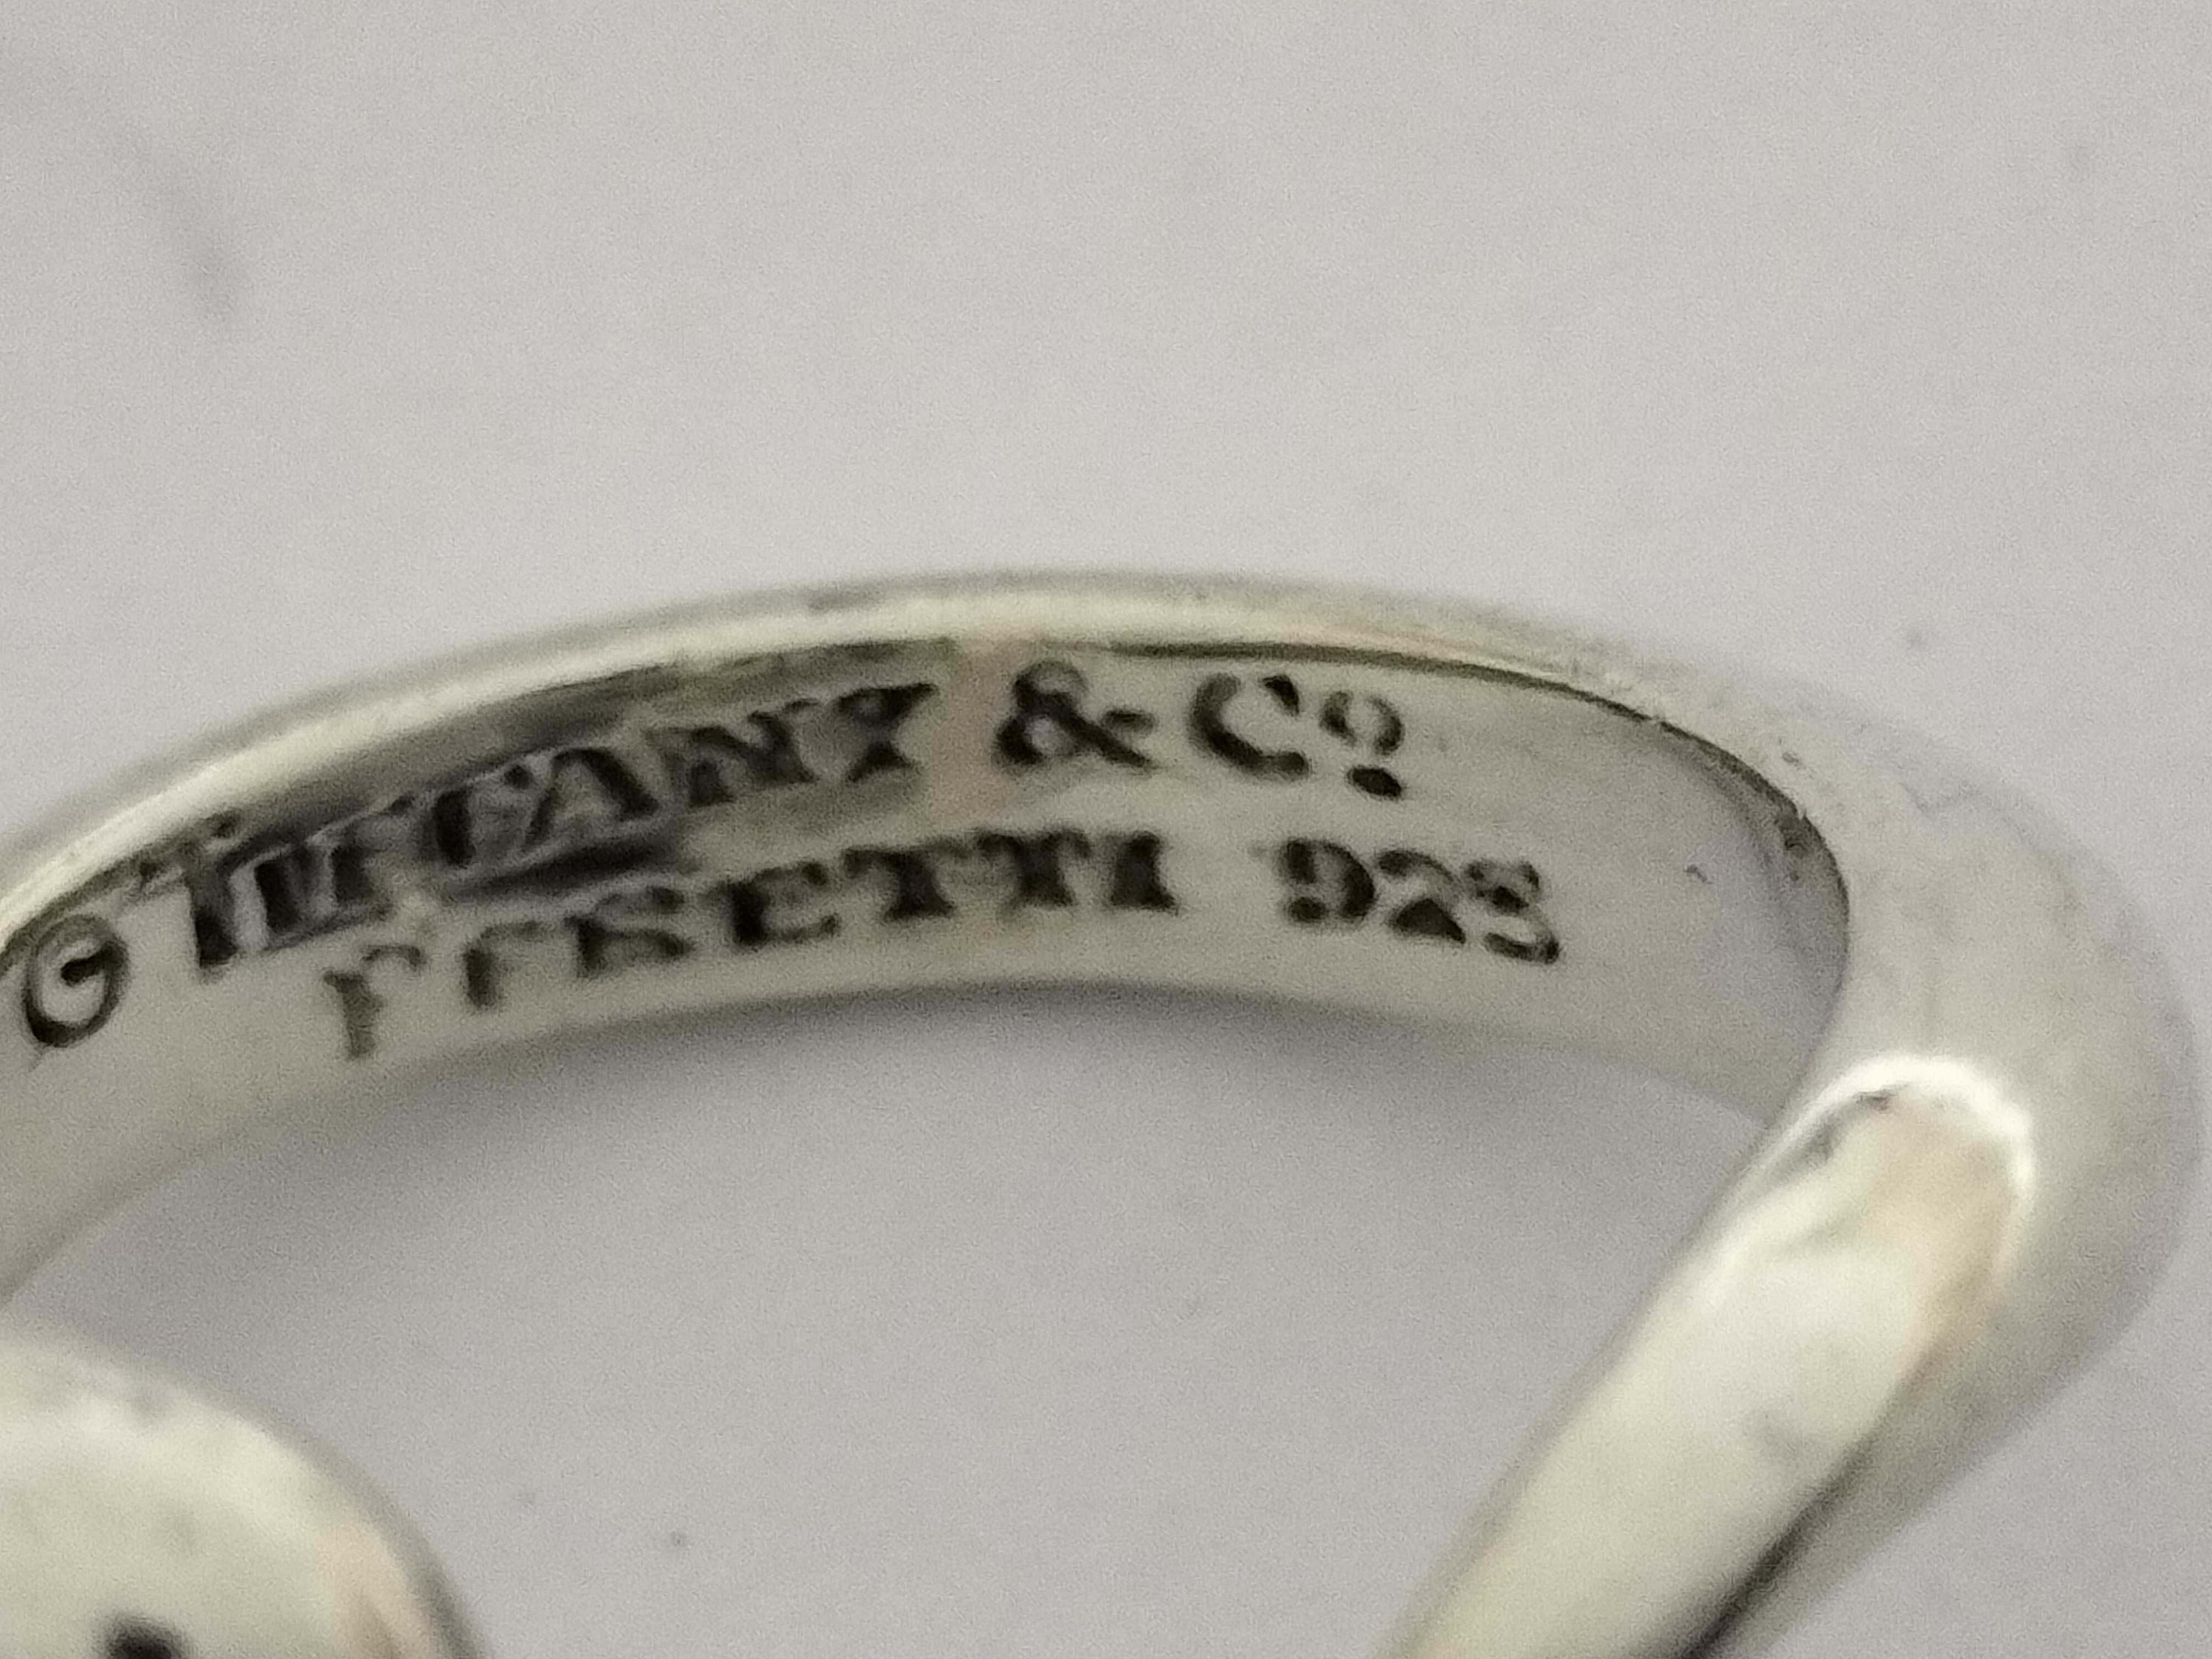 © TIFFANY & Co
PERETTI 925